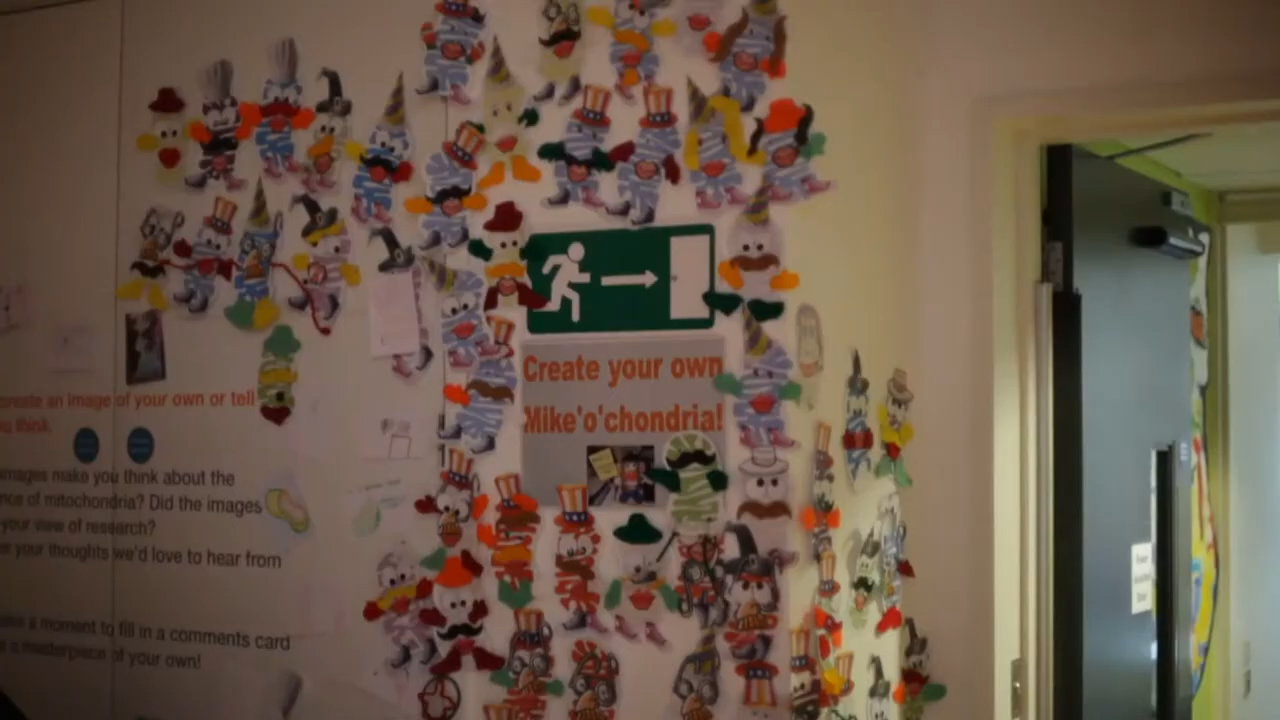 Create your own
Mike'o'chondria!
create an image of your own or tell
think.
images make you think about the
of mitochondria? Did the images
your view of research?
your thoughts we'd love to hear from
a moment to fill in a comments card
a masterpiece of your own!